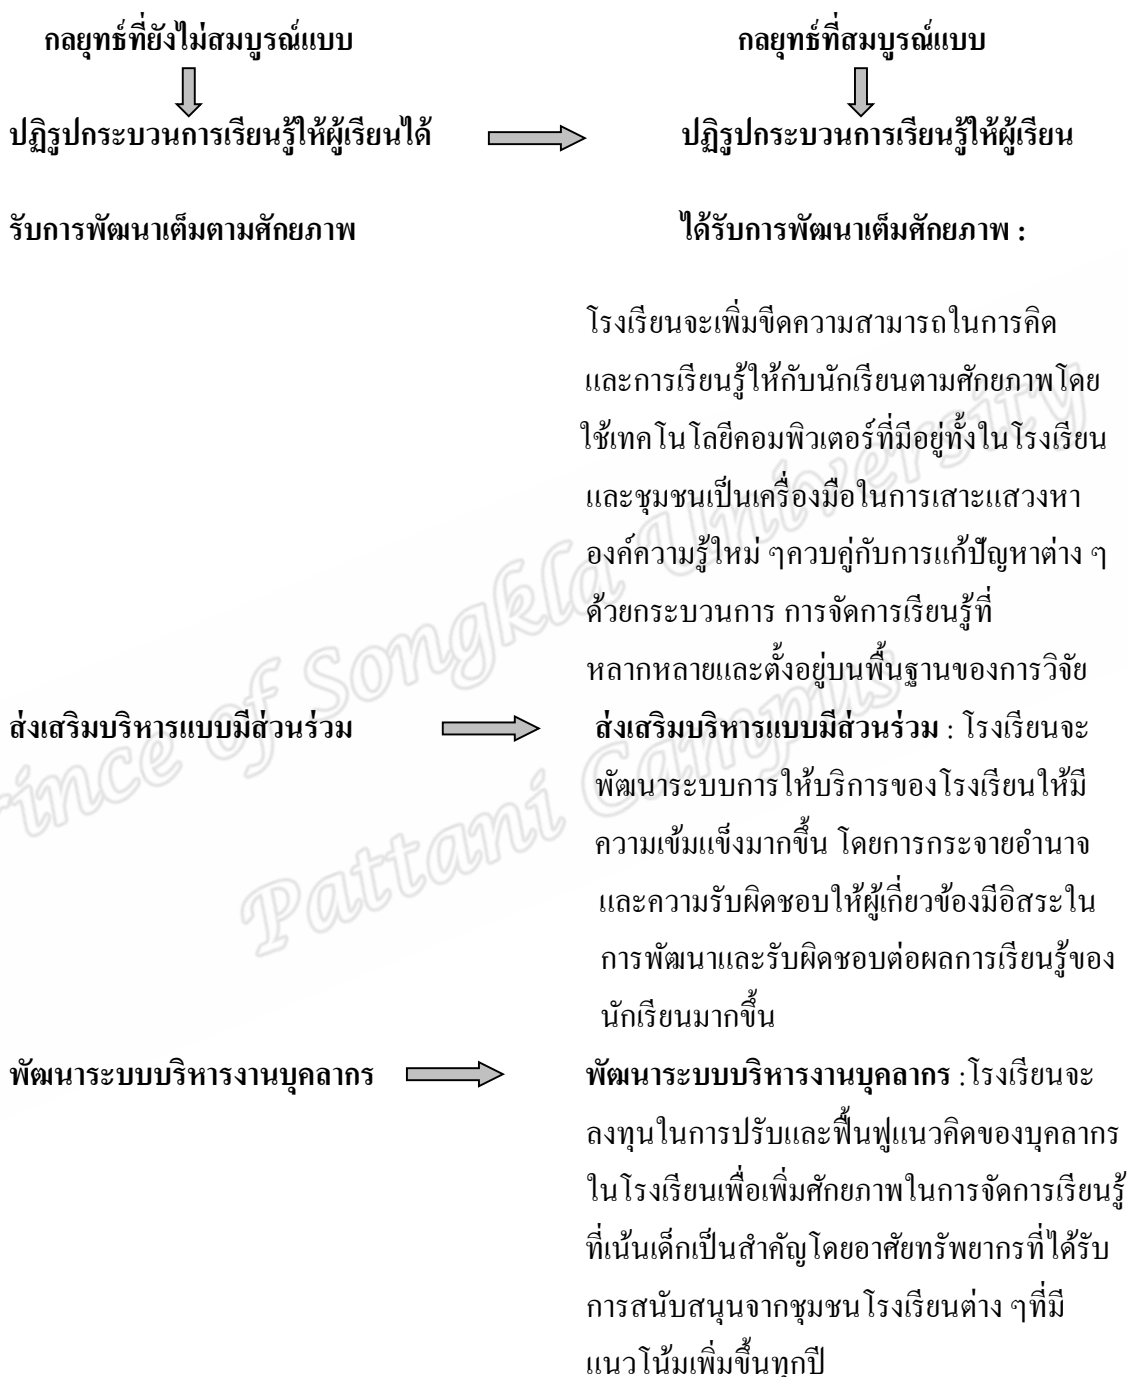 กลยุทธ์ที่ยังไม่สมบูรณ์แบบ
กลยุทธ์ที่สมบูรณ์แบบ
ปฏิรูปกระบวนการเรียนรู้ให้ผู้เรียนได้
ปฏิรูปกระบวนการเรียนรู้ให้ผู้เรียน
รับการพัฒนาเต็มตามศักยภาพ
ได้รับการพัฒนาเต็มศักยภาพ :
โรงเรียนจะเพิ่มขีดความสามารถในการคิด
และการเรียนรู้ให้กับนักเรียนตามศักยภาพโดย
ใช้เทคโนโลยีคอมพิวเตอร์ที่มีอยู่ทั้งในโรงเรียน
และชุมชนเป็นเครื่องมือในการเสาะแสวงหา
องค์ความรู้ใหม่ ๆควบคู่กับการแก้ปัญหาต่าง ๆ
ด้วยกระบวนการ การจัดการเรียนรู้ที่
หลากหลายและตั้งอยู่บนพื้นฐานของการวิจัย
ส่งเสริมบริหารแบบมีส่วนร่วม
ส่งเสริมบริหารแบบมีส่วนร่วม : โรงเรียนจะ
พัฒนาระบบการให้บริการของโรงเรียนให้มี
ความเข้มแข็งมากขึ้น โดยการกระจายอำนาจ
และความรับผิดชอบให้ผู้เกี่ยวข้องมีอิสระใน
การพัฒนาและรับผิดชอบต่อผลการเรียนรู้ของ
นักเรียนมากขึ้น
พัฒนาระบบบริหารงานบุคลากร
พัฒนาระบบบริหารงานบุคลากร :โรงเรียนจะ
ลงทุนในการปรับและฟื้นฟูแนวคิดของบุคลากร
ในโรงเรียนเพื่อเพิ่มศักยภาพในการจัดการเรียนรู้
ที่เน้นเด็กเป็นสำคัญโดยอาศัยทรัพยากรที่ได้รับ
การสนับสนุนจากชุมชนโรงเรียนต่าง ๆที่มี
แนวโน้มเพิ่มขึ้นทุกปี
rince of Songkla University
Pattani Campus